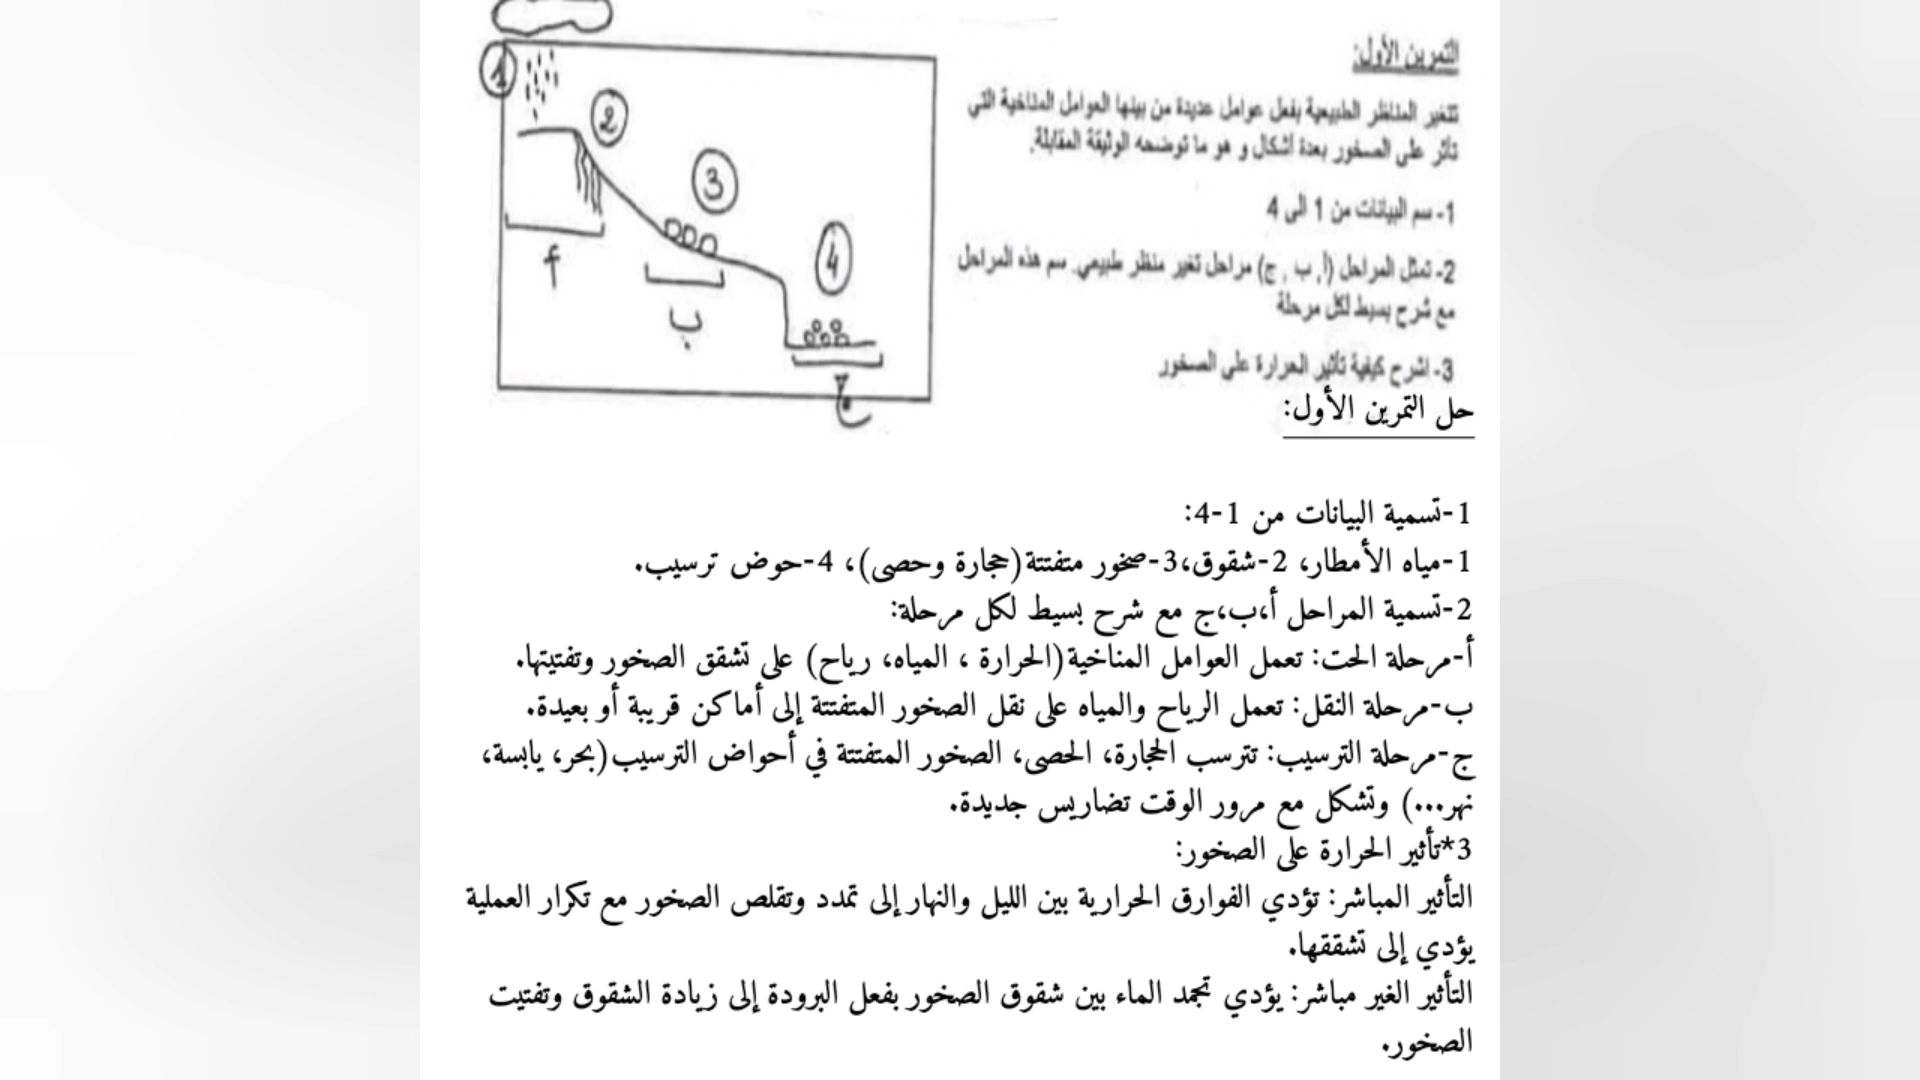 التمرين الأول:
تتغير المناظر الطبيعية بفعل عوامل عديدة من بينها العوامل المناخية التي
تأثر على الصخور بعدة أشكال و هو ما توضحه الوثيقة المقابلة.
1- سم البيانات من 1 الى 4
2- تمثل المراحل (أ, ب , ج) مراحل تغير منظر طبيعي. سم هذه المراحل
مع شرح بسيط لكل مرحلة
3- اشرح كيفية تأثير الحرارة على الصخور
1
2
3
4
أ
ب
ج
حل التمرين الأول:
1-تسمية البيانات من 1-4:
1-مياه الأمطار، 2-شقوق،3-صخور متفتتة(حجارة وحصى)، 4-حوض ترسيب.
2-تسمية المراحل أ،ب،ج مع شرح بسيط لكل مرحلة:
أ-مرحلة الحت: تعمل العوامل المناخية(الحرارة ، المياه، رياح) على تشقق الصخور وتفتيتها.
ب-مرحلة النقل: تعمل الرياح والمياه على نقل الصخور المتفتتة إلى أماكن قريبة أو بعيدة.
ج-مرحلة الترسيب: تترسب الحجارة، الحصى، الصخور المتفتتة في أحواض الترسيب(بحر، يابسة،
نهر...) وتشكل مع مرور الوقت تضاريس جديدة.
3*تأثير الحرارة على الصخور:
التأثير المباشر: تؤدي الفوارق الحرارية بين الليل والنهار إلى تمدد وتقلص الصخور مع تكرار العملية
يؤدي إلى تشققها.
التأثير الغير مباشر: يؤدي تجمد الماء بين شقوق الصخور بفعل البرودة إلى زيادة الشقوق وتفتيت
الصخور.